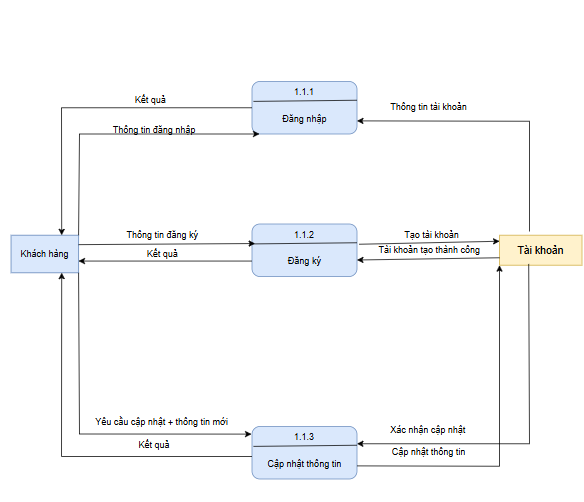 1.1.1
Kết quả
Thông tin tài khoản
Đăng nhập
Thông tin đăng nhập
1.1.2
Thông tin đăng ký
Tạo tài khoản
Khách hàng
Kết quả
Đăng ký
Tài khoản tạo thành công
Tài khoản
Yêu cầu cập nhật + thông tin mới
Xác nhận cập nhật
1.1.3
Kết quả
Cập nhật thông tin
Cập nhật thông tin